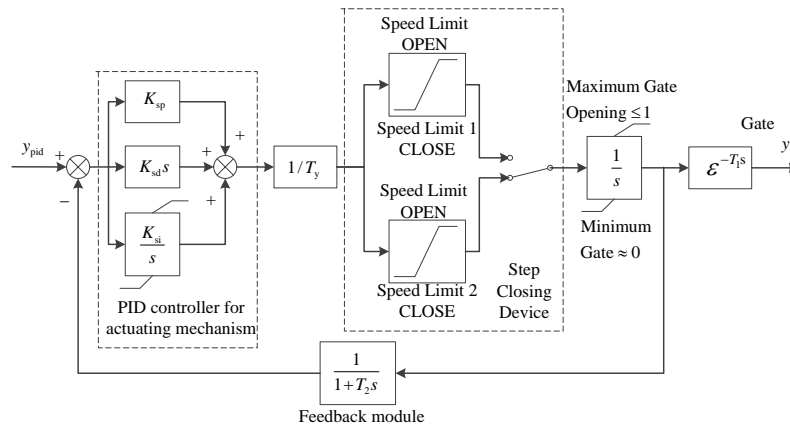 Speed Limit
OPEN
Speed Limit 1
CLOSE
Speed Limit
OPEN
Speed Limit 2
CLOSE
Step
Closing
Device
K_sp
K_sd s
K_si
s
PID controller for
actuating mechanism
y_pid
+
−
+
+
+
1/T_y
Maximum Gate
Opening ≤1
1
s
Minimum
Gate ≈ 0
Gate
y
ε^{-T_1 s}
1
1+T_2 s
Feedback module